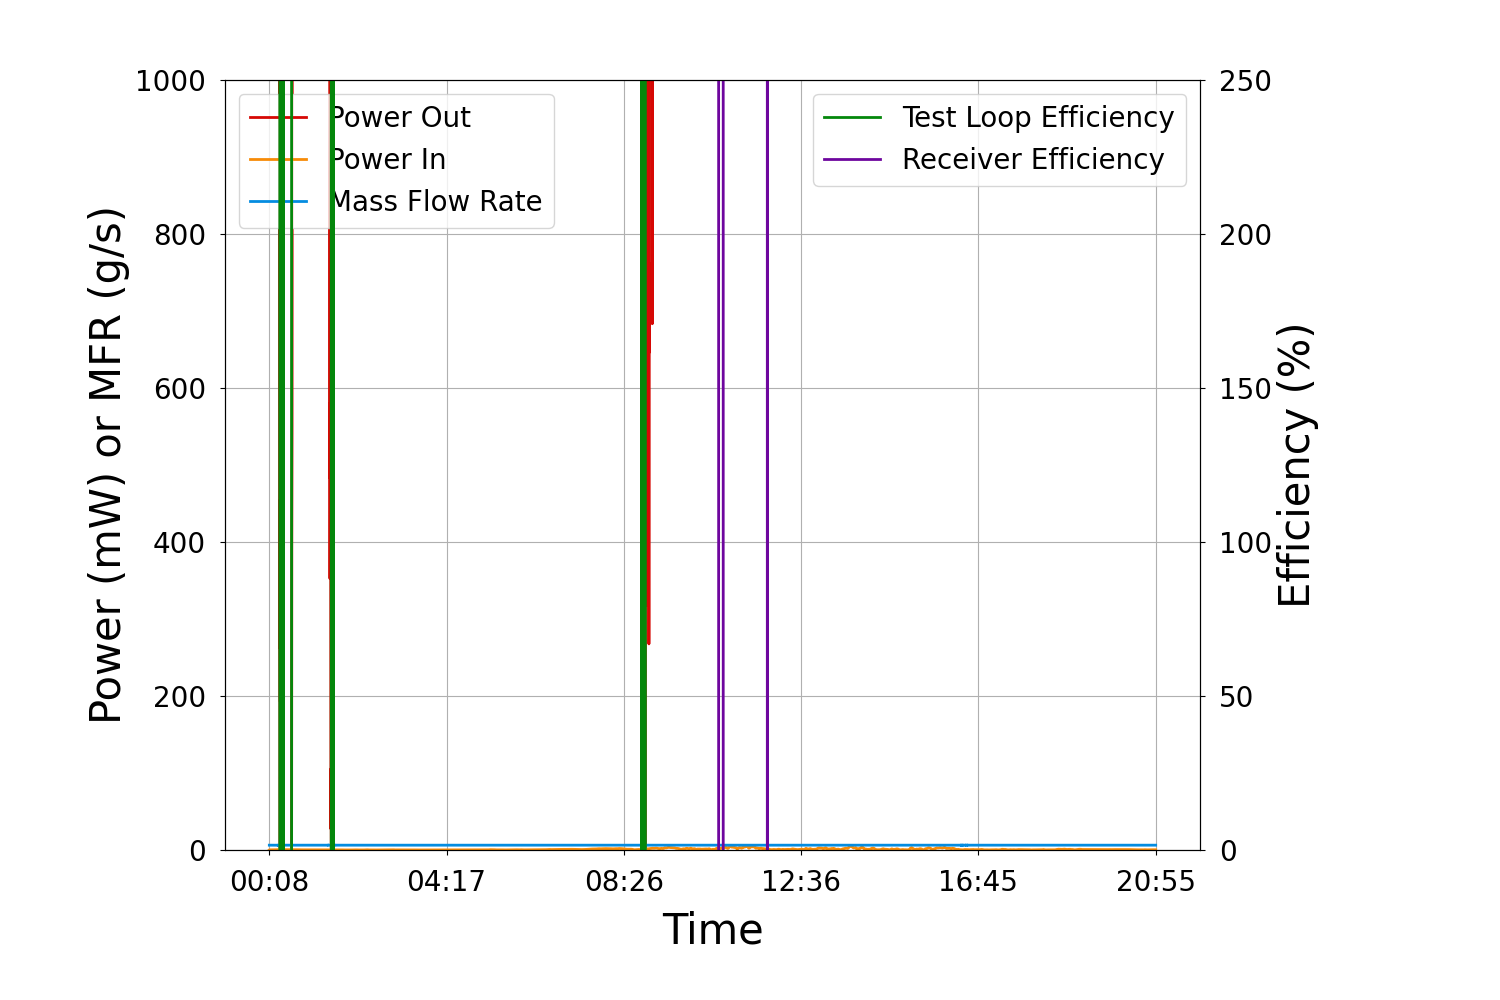 1000
800
600
400
200
0
Power (mW) or MFR (g/s)
Power Out
Power In
Mass Flow Rate
Test Loop Efficiency
Receiver Efficiency
250
200
150
100
50
0
Efficiency (%)
00:08 04:17 08:26 12:36 16:45 20:55
Time